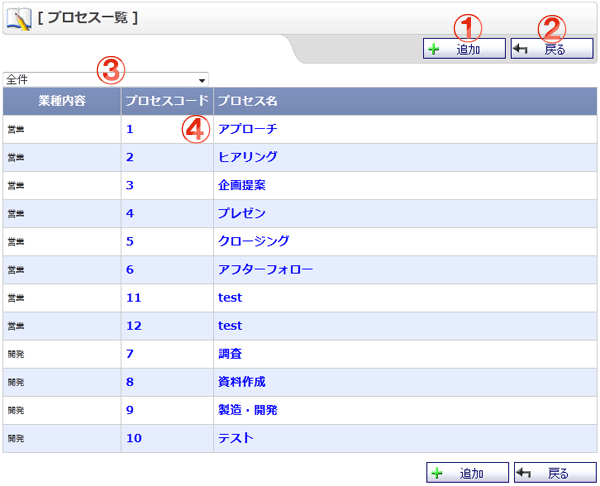 [ プロセス一覧 ]
① ②
追加 戻る
③
全件
業種内容 プロセスコード プロセス名
営業 1 ④ アプローチ
営業 2 ヒアリング
営業 3 企画提案
営業 4 プレゼン
営業 5 クロージング
営業 6 アフターフォロー
営業 11 test
営業 12 test
開発 7 調査
開発 8 資料作成
開発 9 製造・開発
開発 10 テスト
追加 戻る